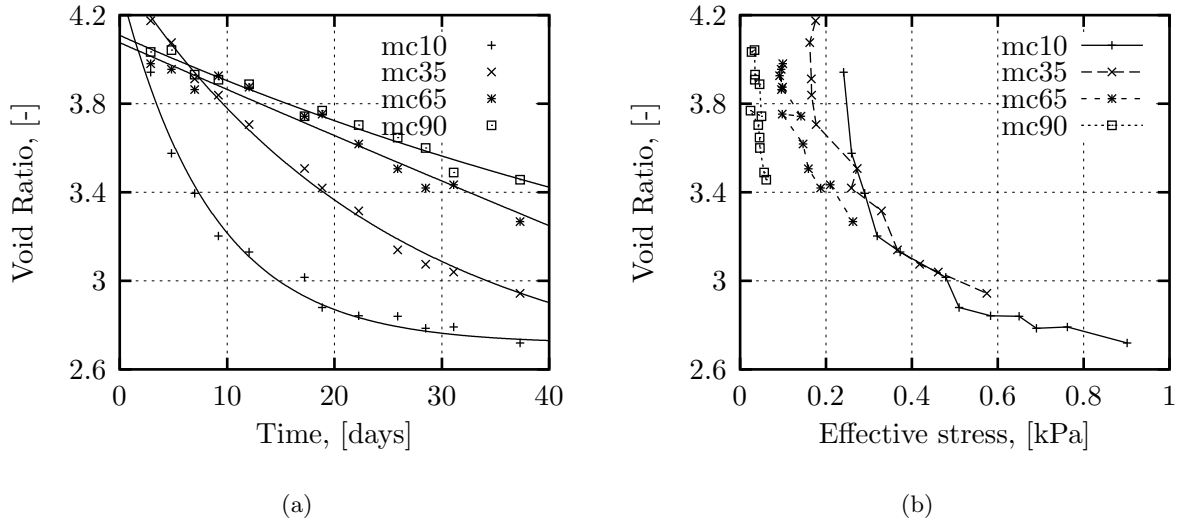 4.2
3.8
3.4
3
2.6
Void Ratio, [-]
0
10
20
30
40
Time, [days]
mc10
mc35
mc65
mc90
(a)
4.2
3.8
3.4
3
2.6
Void Ratio, [-]
0
0.2
0.4
0.6
0.8
1
Effective stress, [kPa]
mc10
mc35
mc65
mc90
(b)